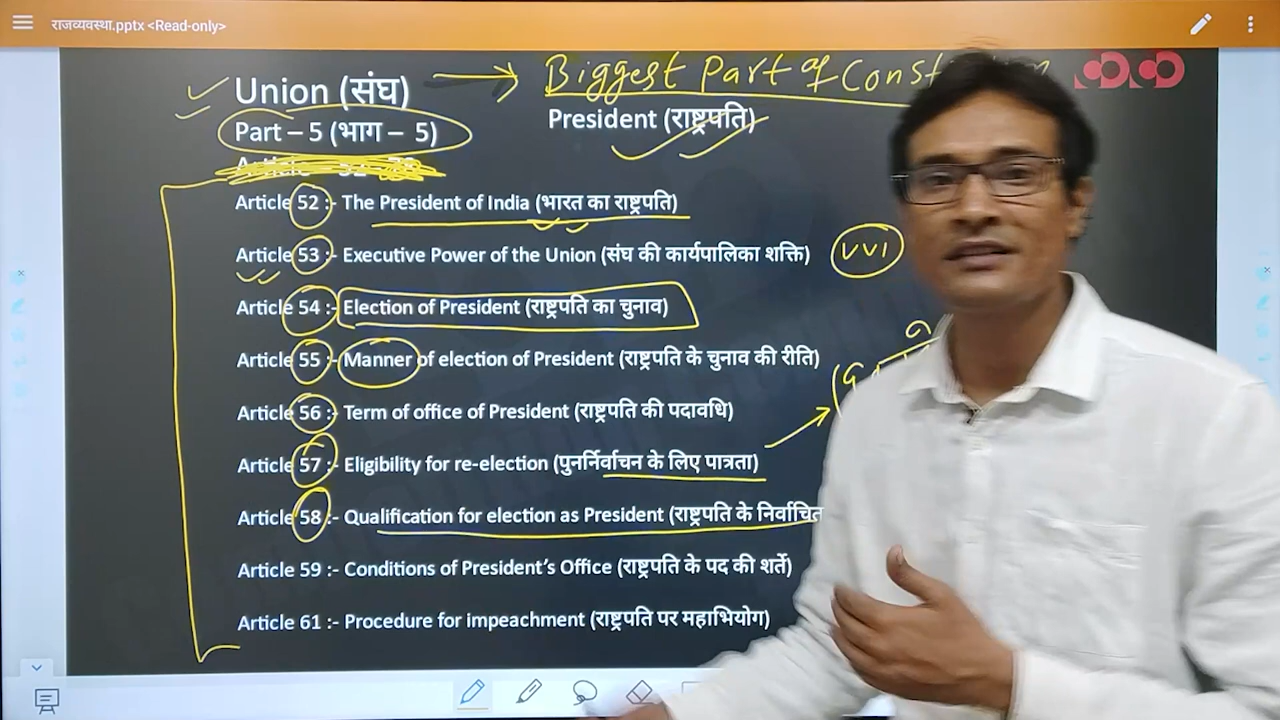 राजव्यवस्था.pptx <Read-only>
Union (संघ) → Biggest Part of Const
Part – 5 (भाग – 5)
President (राष्ट्रपति)
Article 52 :- The President of India (भारत का राष्ट्रपति)
Article 53 :- Executive Power of the Union (संघ की कार्यपालिका शक्ति) VVI
Article 54 :- Election of President (राष्ट्रपति का चुनाव)
Article 55 :- Manner of election of President (राष्ट्रपति के चुनाव की रीति)
Article 56 :- Term of office of President (राष्ट्रपति की पदावधि)
Article 57 :- Eligibility for re-election (पुनर्निर्वाचन के लिए पात्रता)
Article 58 :- Qualification for election as President (राष्ट्रपति के निर्वाचित
Article 59 :- Conditions of President's Office (राष्ट्रपति के पद की शर्ते)
Article 61 :- Procedure for impeachment (राष्ट्रपति पर महाभियोग)